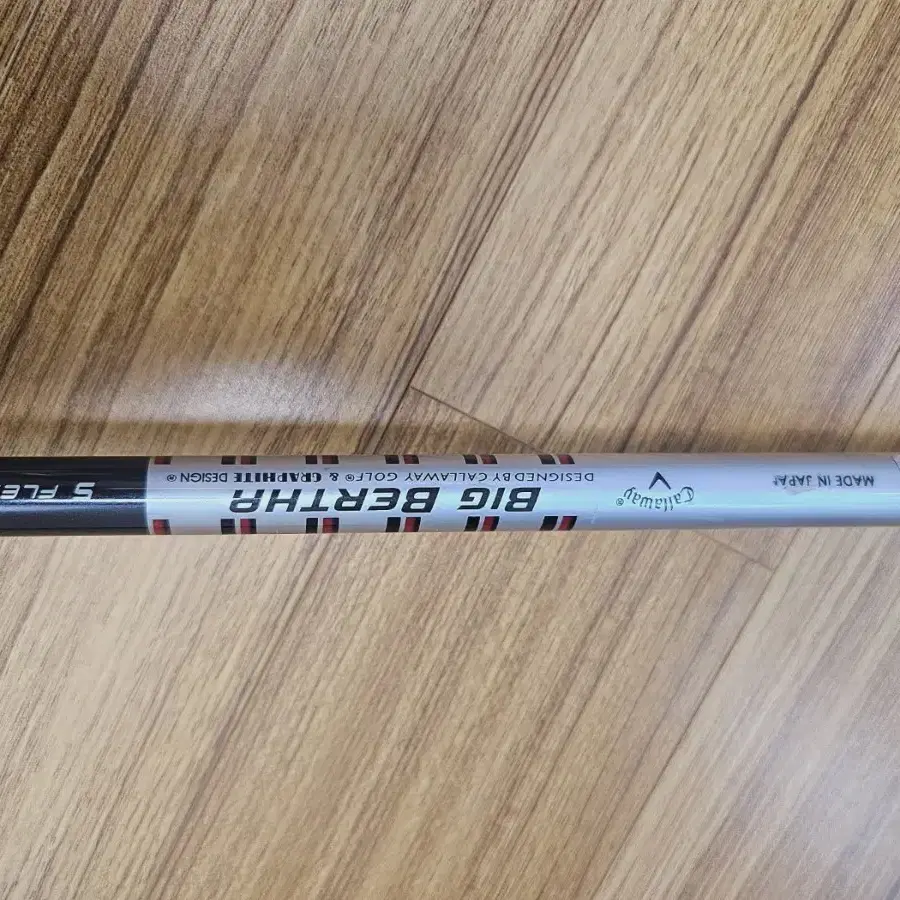 MADE IN JAPAN
Callaway®
BIG BERTHA
DESIGNED BY CALLAWAY GOLF® & GRAPHITE DESIGN®
S FLE